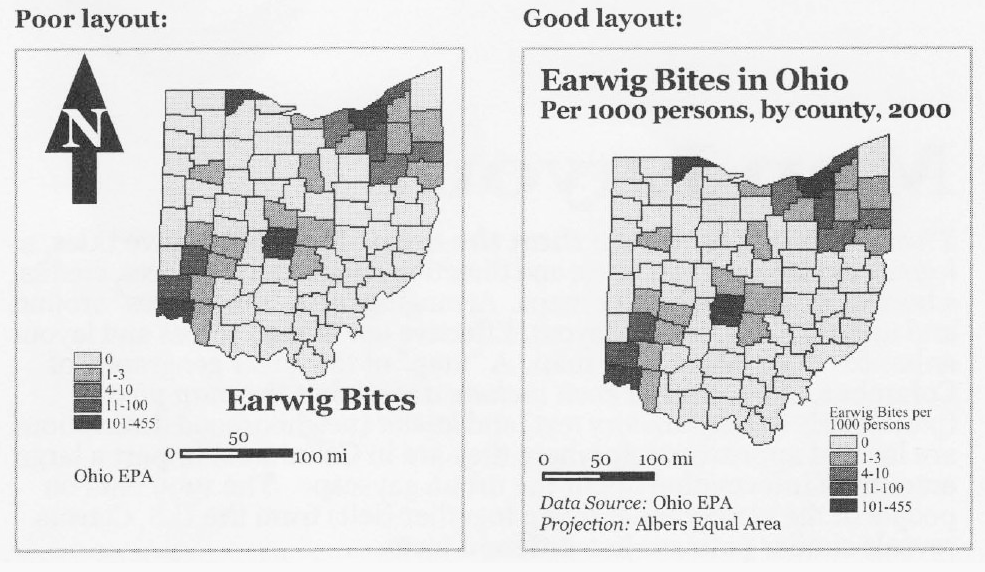 Poor layout:
N
0
1-3
4-10
11-100
101-455
Earwig Bites
50
0 100 mi
Ohio EPA
Good layout:
Earwig Bites in Ohio
Per 1000 persons, by county, 2000
Earwig Bites per
1000 persons
0
1-3
4-10
11-100
101-455
0 50 100 mi
Data Source: Ohio EPA
Projection: Albers Equal Area